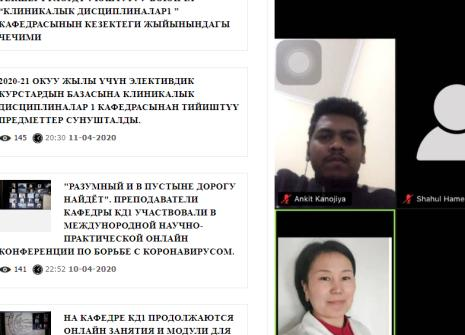 "КЛИНИКАЛЫК ДИСЦИПЛИНАЛАР1 "
КАФЕДРАСЫНЫН КЕЗЕКТЕГИ ЖЫЙЫНЫНДАГЫ
ЧЕЧИМИ
2020-21 ОКУУ ЖЫЛЫ ҮЧҮН ЭЛЕКТИВДИК
КУРСТАРДЫН БАЗАСЫНА КЛИНИКАЛЫК
ДИСЦИПЛИНАЛАР 1 КАФЕДРАСЫНАН ТИЙИШТҮҮ
ПРЕДМЕТТЕР СУНУШТАЛДЫ.
145 20:30 11-04-2020
"РАЗУМНЫЙ И В ПУСТЫНЕ ДОРОГУ
НАЙДЁТ". ПРЕПОДАВАТЕЛИ
КАФЕДРЫ КД1 УЧАСТВОВАЛИ В
МЕЖДУНОРОДНОЙ НАУЧНО-
ПРАКТИЧЕСКОЙ ОНЛАЙН
КОНФЕРЕНЦИИ ПО БОРЬБЕ С КОРОНАВИРУСОМ.
141 22:52 10-04-2020
НА КАФЕДРЕ КД1 ПРОДОЛЖАЮТСЯ
ОНЛАЙН ЗАНЯТИЯ И МОДУЛИ ДЛЯ
Ankit Kanojiya
Shahul Hame